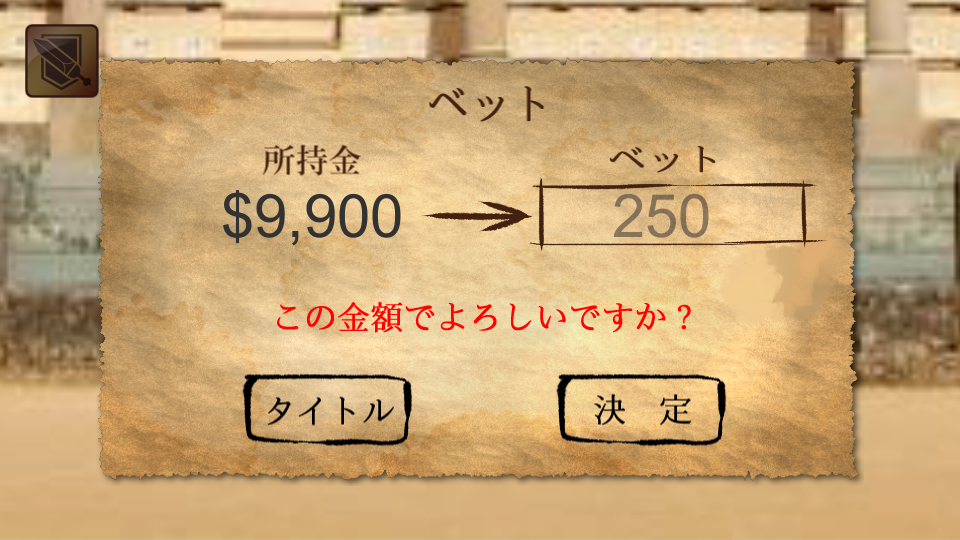 ベット
所持金 ベット
$9,900 250
この金額でよろしいですか？
タイトル 決　定